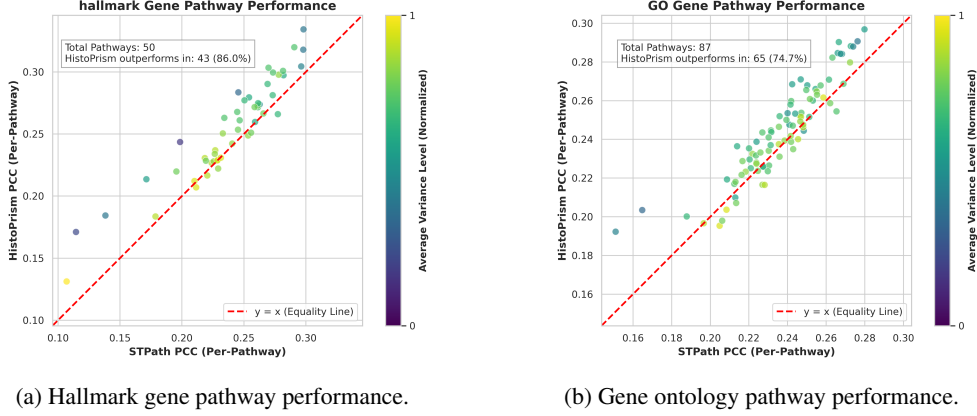 hallmark Gene Pathway Performance
Total Pathways: 50
HistoPrism outperforms in: 43 (86.0%)
HistoPrism PCC (Per-Pathway)
0.30
0.25
0.20
0.15
0.10
0.10 0.15 0.20 0.25 0.30
STPath PCC (Per-Pathway)
y = x (Equality Line)
1
0
Average Variance Level (Normalized)
(a) Hallmark gene pathway performance.
GO Gene Pathway Performance
Total Pathways: 87
HistoPrism outperforms in: 65 (74.7%)
HistoPrism PCC (Per-Pathway)
0.30
0.28
0.26
0.24
0.22
0.20
0.18
0.16
0.16 0.18 0.20 0.22 0.24 0.26 0.28 0.30
STPath PCC (Per-Pathway)
y = x (Equality Line)
1
0
Average Variance Level (Normalized)
(b) Gene ontology pathway performance.